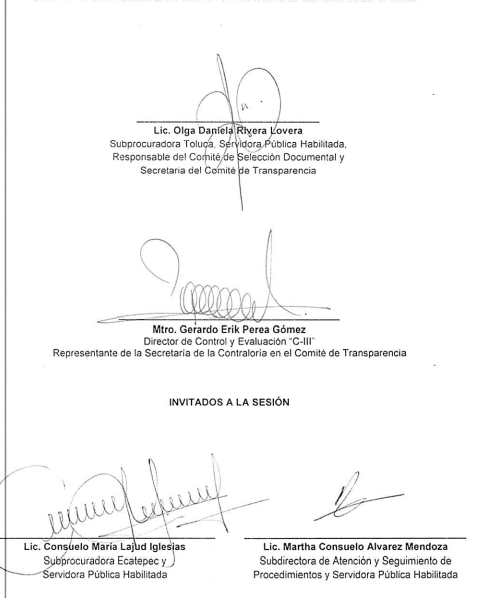 Lic. Olga Daniela Rivera Lovera
Subprocuradora Toluca, Servidora Pública Habilitada,
Responsable del Comité de Selección Documental y
Secretaria del Comité de Transparencia
Mtro. Gerardo Erik Perea Gómez
Director de Control y Evaluación "C-III"
Representante de la Secretaría de la Contraloría en el Comité de Transparencia
INVITADOS A LA SESIÓN
Lic. Consuelo María Lajud Iglesias
Subprocuradora Ecatepec y
Servidora Pública Habilitada
Lic. Martha Consuelo Alvarez Mendoza
Subdirectora de Atención y Seguimiento de
Procedimientos y Servidora Pública Habilitada